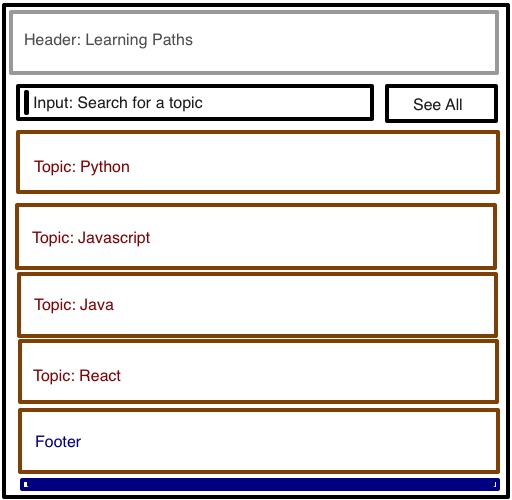 Header: Learning Paths
Input: Search for a topic
See All
Topic: Python
Topic: Javascript
Topic: Java
Topic: React
Footer